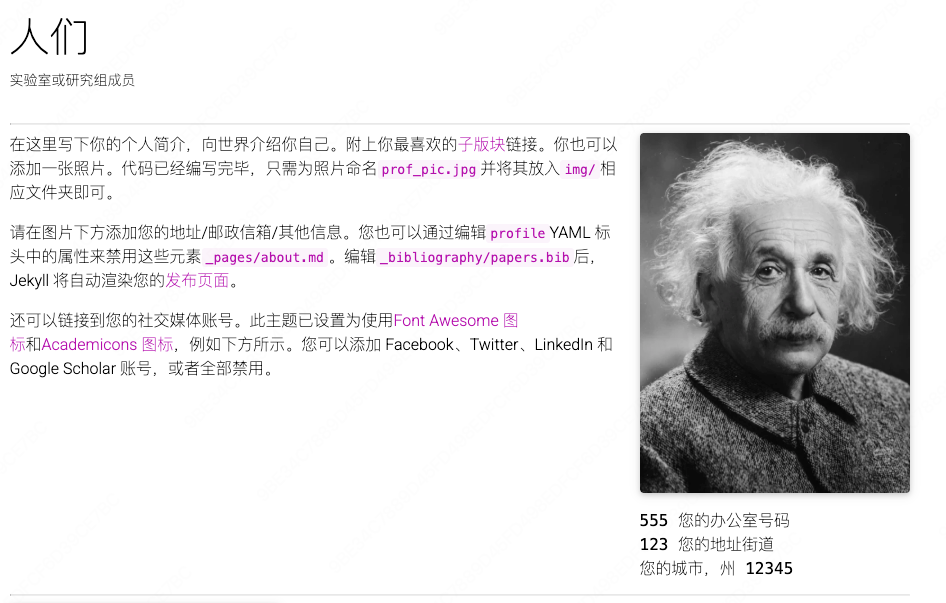 人们
实验室或研究组成员
在这里写下你的个人简介，向世界介绍你自己。附上你最喜欢的子版块链接。你也可以
添加一张照片。代码已经编写完毕，只需为照片命名 prof_pic.jpg 并将其放入 img/ 相
应文件夹即可。
请在图片下方添加您的地址/邮政信箱/其他信息。您也可以通过编辑 profile YAML 标
头中的属性来禁用这些元素 _pages/about.md 。编辑 _bibliography/papers.bib 后，
Jekyll 将自动渲染您的发布页面。
还可以链接到您的社交媒体账号。此主题已设置为使用Font Awesome 图
标和Academicons 图标，例如下方所示。您可以添加 Facebook、Twitter、LinkedIn 和
Google Scholar 账号，或者全部禁用。
555 您的办公室号码
123 您的地址街道
您的城市，州 12345